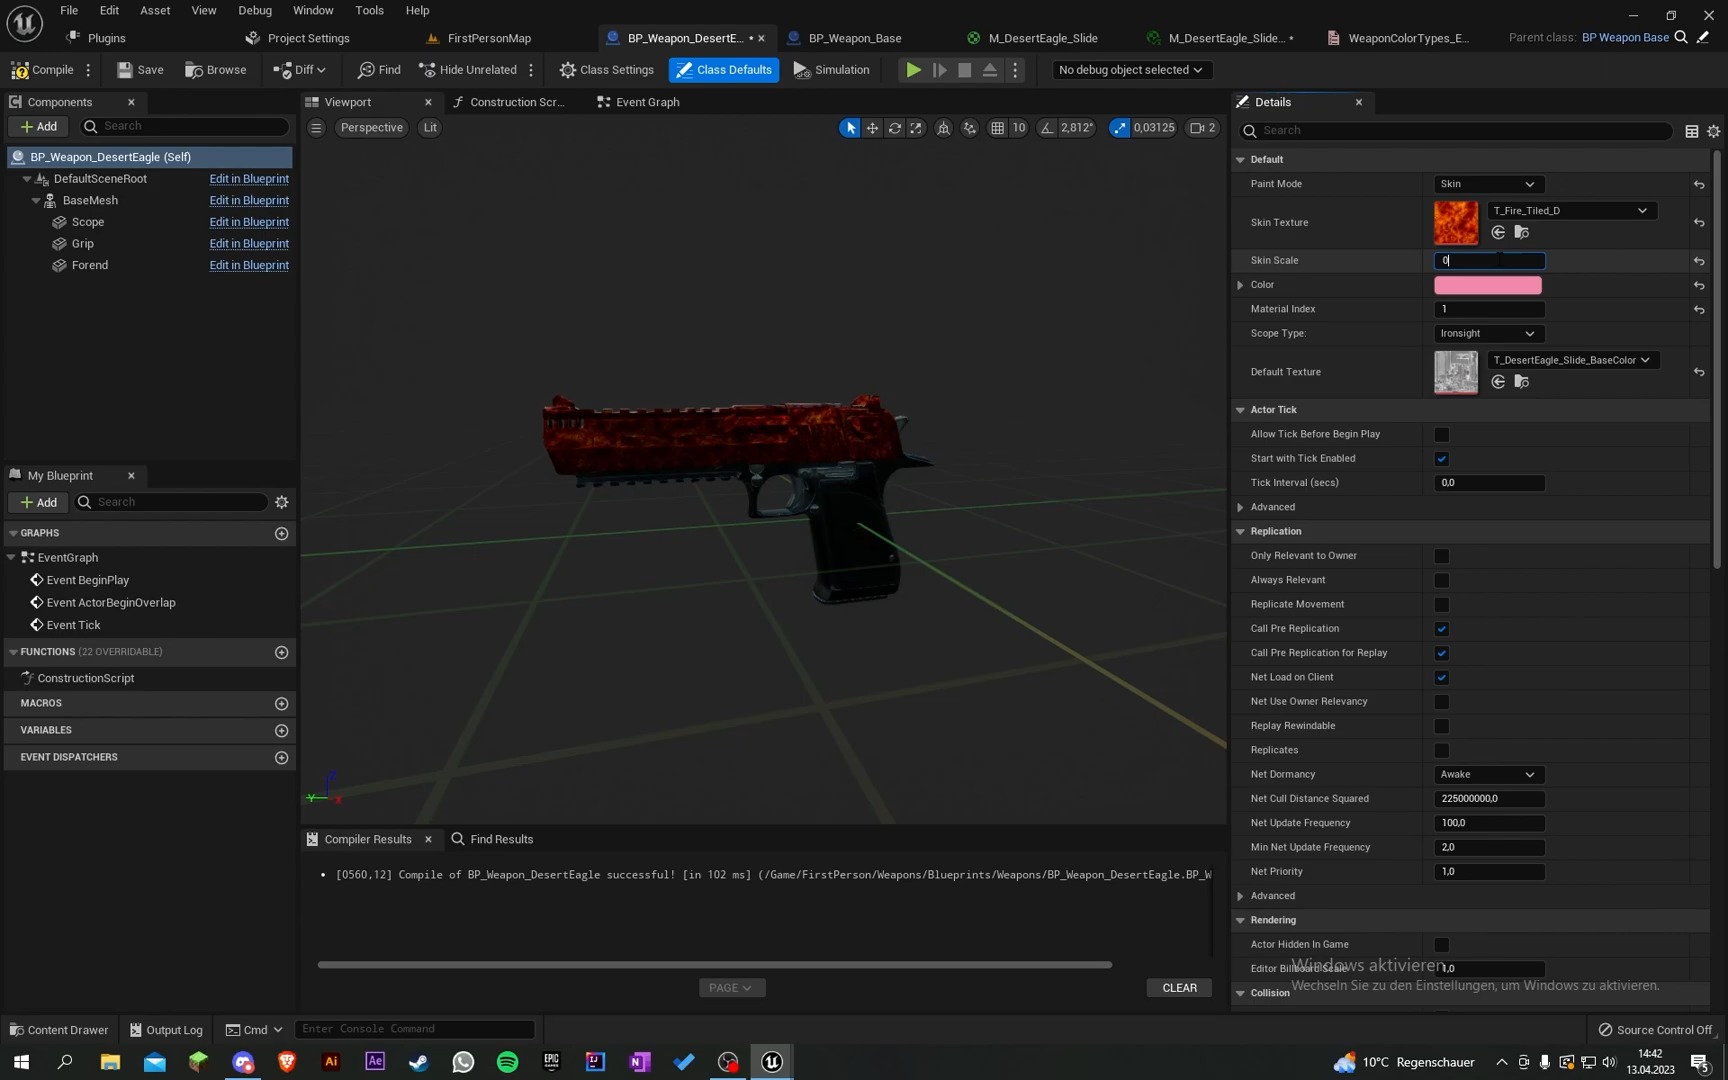 File Edit Asset View Debug Window Tools Help
Plugins Project Settings FirstPersonMap BP_Weapon_DesertE... • BP_Weapon_Base M_DesertEagle_Slide M_DesertEagle_Slide... • WeaponColorTypes_E... Parent class: BP Weapon Base
Compile Save Browse Diff Find Hide Unrelated Class Settings Class Defaults Simulation No debug object selected
Components Viewport Construction Scr... Event Graph Details
Add Search Perspective Lit 10 2,812° 0,03125 2 Search
BP_Weapon_DesertEagle (Self)
DefaultSceneRoot Edit in Blueprint
BaseMesh Edit in Blueprint
Scope Edit in Blueprint
Grip Edit in Blueprint
Forend Edit in Blueprint
My Blueprint
Add Search
GRAPHS
EventGraph
Event BeginPlay
Event ActorBeginOverlap
Event Tick
FUNCTIONS (22 OVERRIDABLE)
ConstructionScript
MACROS
VARIABLES
EVENT DISPATCHERS
Compiler Results Find Results
[0560,12] Compile of BP_Weapon_DesertEagle successful! [in 102 ms] (/Game/FirstPerson/Weapons/Blueprints/Weapons/BP_Weapon_DesertEagle.BP_W
PAGE CLEAR
Default
Paint Mode Skin
Skin Texture T_Fire_Tiled_D
Skin Scale 0
Color
Material Index 1
Scope Type: Ironsight
Default Texture T_DesertEagle_Slide_BaseColor
Actor Tick
Allow Tick Before Begin Play
Start with Tick Enabled
Tick Interval (secs) 0,0
Advanced
Replication
Only Relevant to Owner
Always Relevant
Replicate Movement
Call Pre Replication
Call Pre Replication for Replay
Net Load on Client
Net Use Owner Relevancy
Replay Rewindable
Replicates
Net Dormancy Awake
Net Cull Distance Squared 225000000,0
Net Update Frequency 100,0
Min Net Update Frequency 2,0
Net Priority 1,0
Advanced
Rendering
Actor Hidden In Game
Editor Billboard Scale 1,0
Windows aktivieren
Wechseln Sie zu den Einstellungen, um Windows zu aktivieren.
Collision
Content Drawer Output Log Cmd Enter Console Command Source Control Off
Ai Ae EPIC GAMES IJ N 10°C Regenschauer 14:42
13.04.2023 5